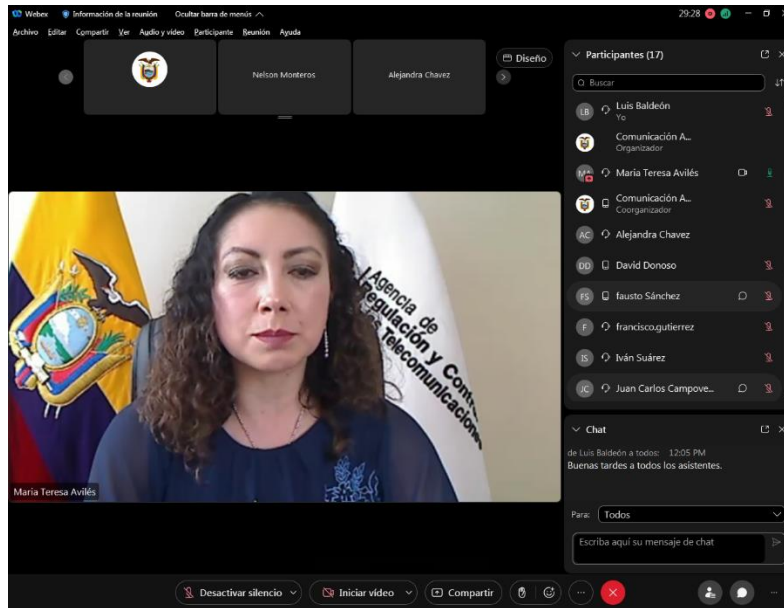 Webex
Información de la reunión
Ocultar barra de menús
29:28
Archivo Editar Compartir Ver Audio y video Participante Reunión Ayuda
Nelson Monteros
Alejandra Chavez
Diseño
Maria Teresa Avilés
Agencia de
Regulación y Control
Telecomunicaciones
Participantes (17)
Buscar
LB Luis Baldeón
Yo
Comunicación A...
Organizador
Maria Teresa Avilés
Comunicación A...
Coorganizador
AC Alejandra Chavez
DD David Donoso
FS fausto Sánchez
F francisco.gutierrez
IS Iván Suárez
JC Juan Carlos Campove...
Chat
de Luis Baldeón a todos: 12:05 PM
Buenas tardes a todos los asistentes.
Para: Todos
Escriba aquí su mensaje de chat
Desactivar silencio
Iniciar vídeo
Compartir